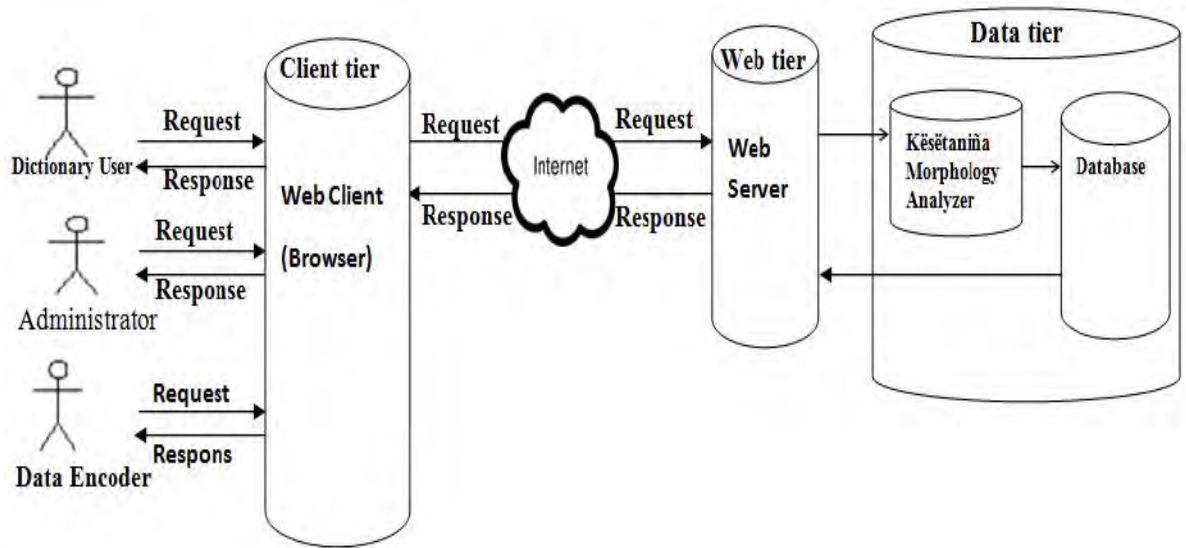 Client tier
Web tier
Data tier
Request
Dictionary User
Response
Web Client
(Browser)
Request
Response
Administrator
Request
Respons
Data Encoder
Request
Response
Internet
Request
Response
Web
Server
Kësëtaniña
Morphology
Analyzer
Database